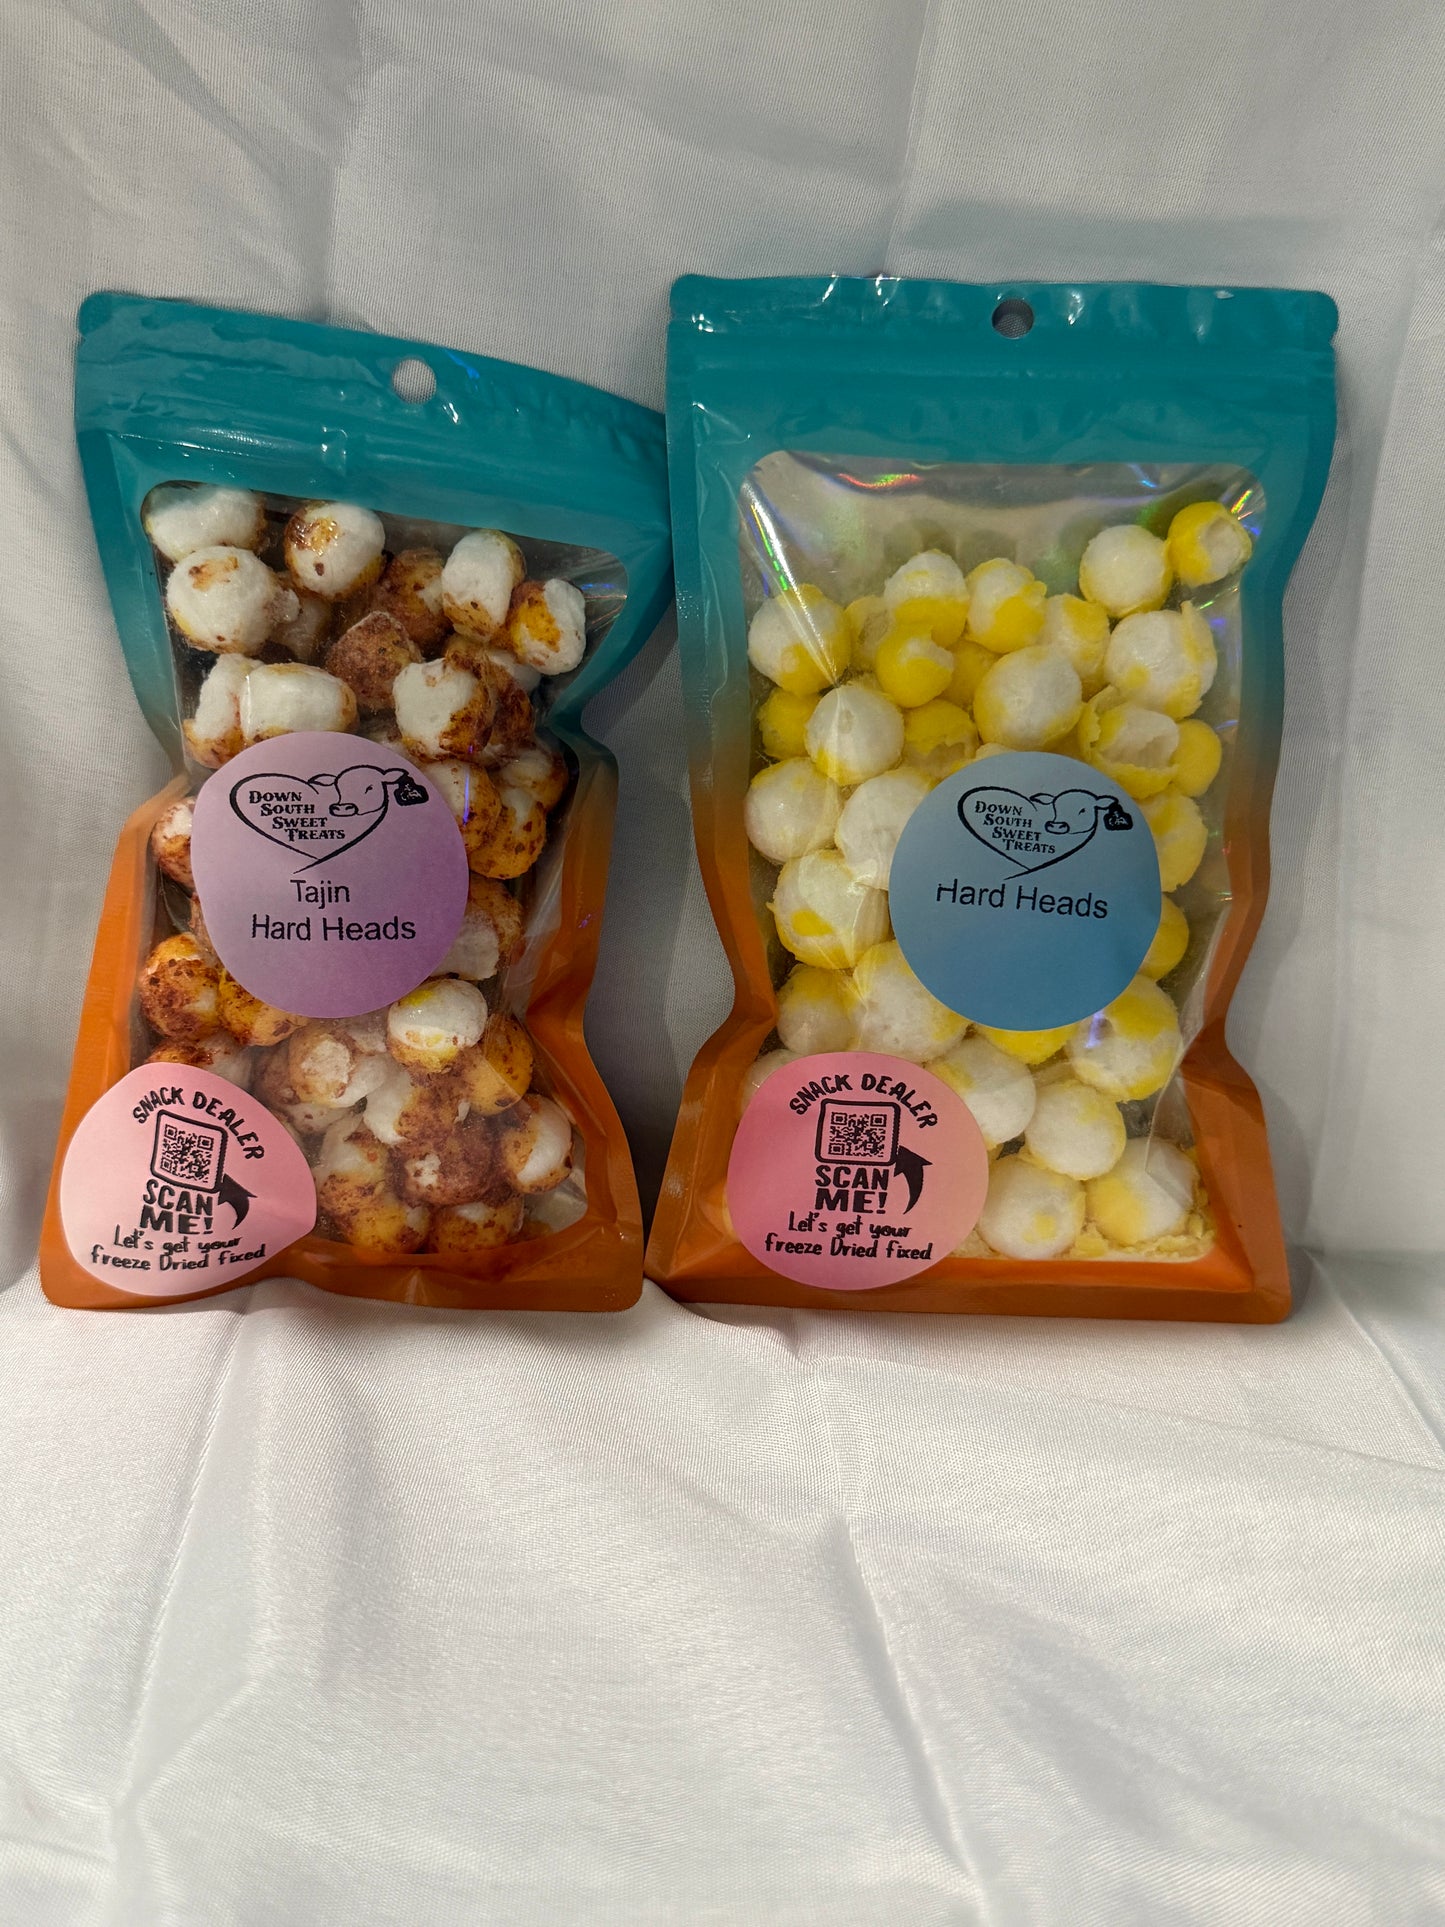 DOWN
SOUTH
SWEET
TREATS
Tajin
Hard Heads
SNACK DEALER
SCAN
ME!
Let's get your
freeze Dried fixed
DOWN
SOUTH
SWEET
TREATS
Hard Heads
SNACK DEALER
SCAN
ME!
Let's get your
freeze Dried fixed